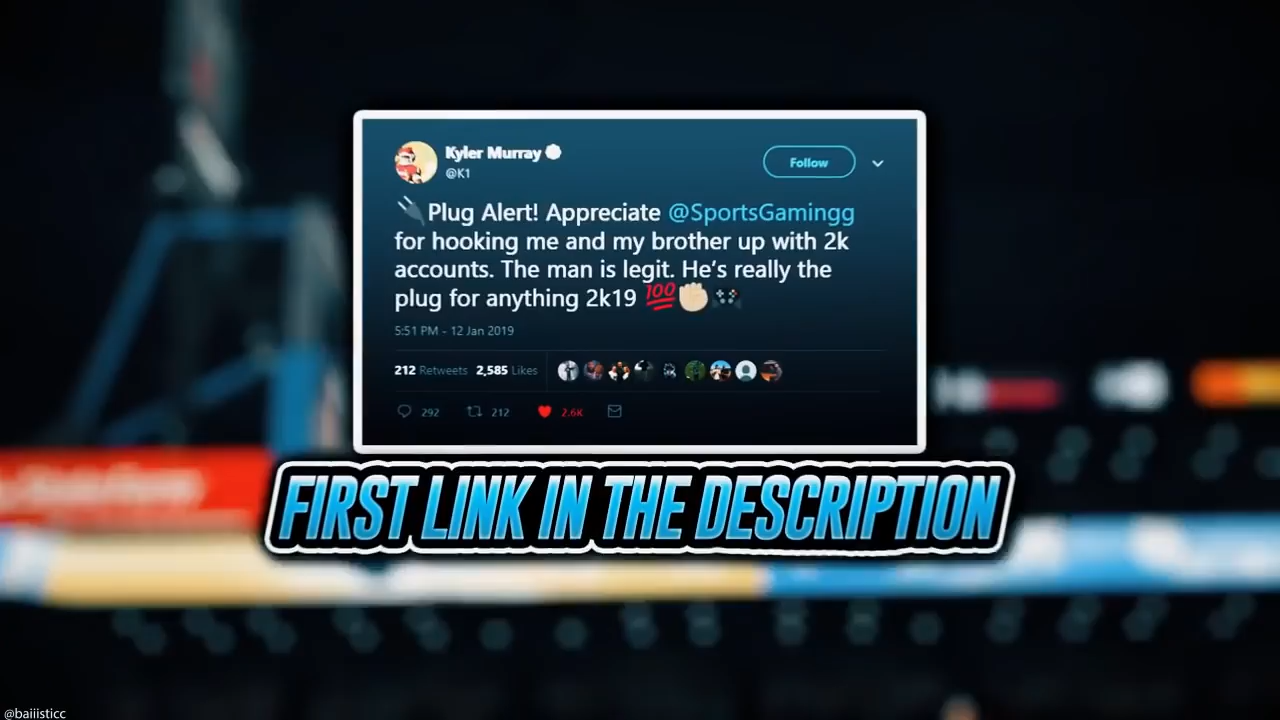 Kyler Murray
@K1
Follow
🔌Plug Alert! Appreciate @SportsGamingg
for hooking me and my brother up with 2k
accounts. The man is legit. He's really the
plug for anything 2k19 💯✊🏻🎮
5:51 PM - 12 Jan 2019
212 Retweets 2,585 Likes
292 212 2.6K
FIRST LINK IN THE DESCRIPTION
@baiiisticc